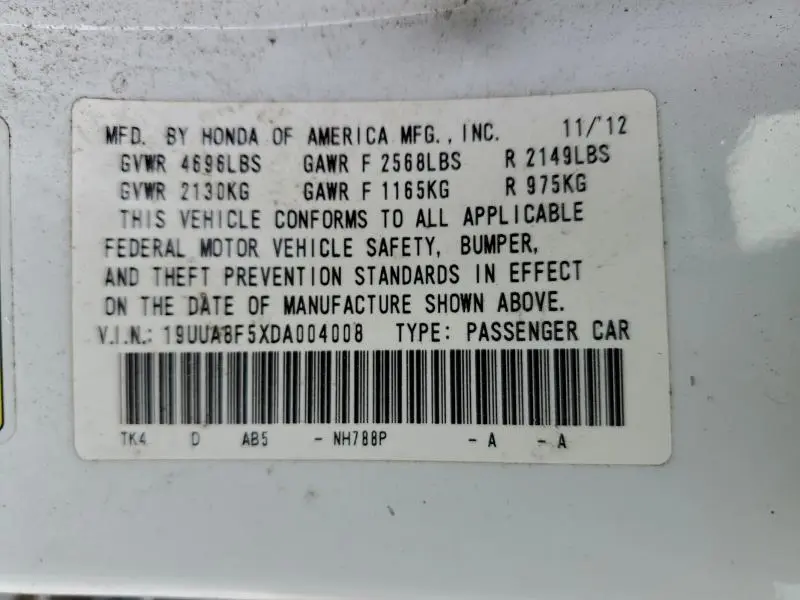 MFD. BY HONDA OF AMERICA MFG., INC. 11/12
GVWR 4696LBS GAWR F 2568LBS R 2149LBS
GVWR 2130KG GAWR F 1165KG R 975KG
THIS VEHICLE CONFORMS TO ALL APPLICABLE
FEDERAL MOTOR VEHICLE SAFETY, BUMPER,
AND THEFT PREVENTION STANDARDS IN EFFECT
ON THE DATE OF MANUFACTURE SHOWN ABOVE.
V.I.N.: 19UUA8F5XDA004008 TYPE: PASSENGER CAR
TK4 D AB5 - NH788P - A - A